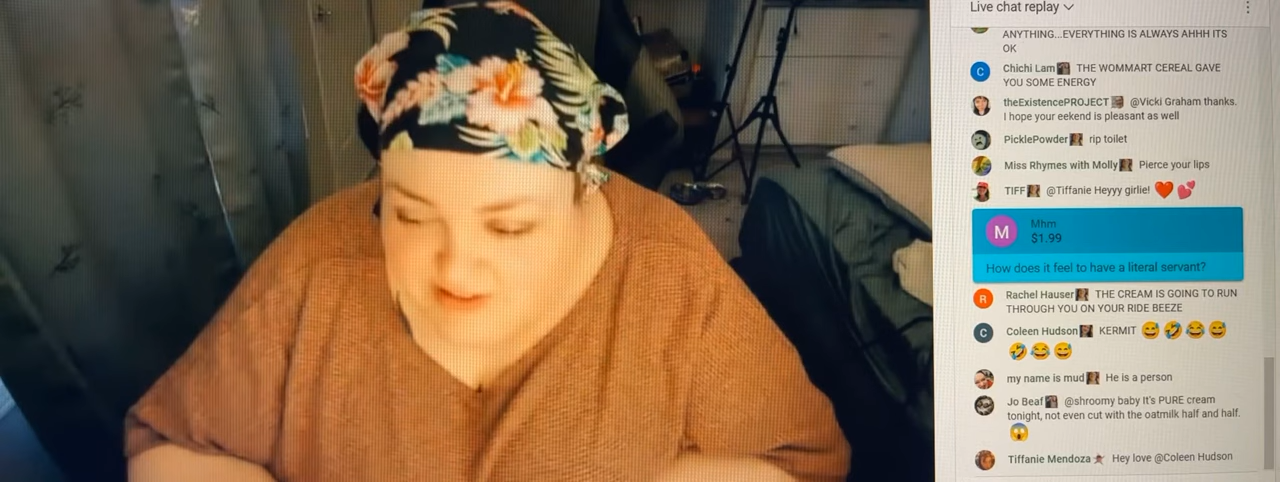 Live chat replay
ANYTHING...EVERYTHING IS ALWAYS AHHH ITS
OK
C Chichi Lam THE WOMMART CEREAL GAVE
YOU SOME ENERGY
theExistencePROJECT @Vicki Graham thanks.
I hope your eekend is pleasant as well
PicklePowder rip toilet
Miss Rhymes with Molly Pierce your lips
TIFF @Tiffanie Heyyy girlie! ❤️ 💕
M Mhm
$1.99
How does it feel to have a literal servant?
R Rachel Hauser THE CREAM IS GOING TO RUN
THROUGH YOU ON YOUR RIDE BEEZE
C Coleen Hudson KERMIT 😅🤣😂😅
🤣😂😅
my name is mud He is a person
Jo Beaf @shroomy baby It's PURE cream
tonight, not even cut with the oatmilk half and half.
😱
Tiffanie Mendoza Hey love @Coleen Hudson